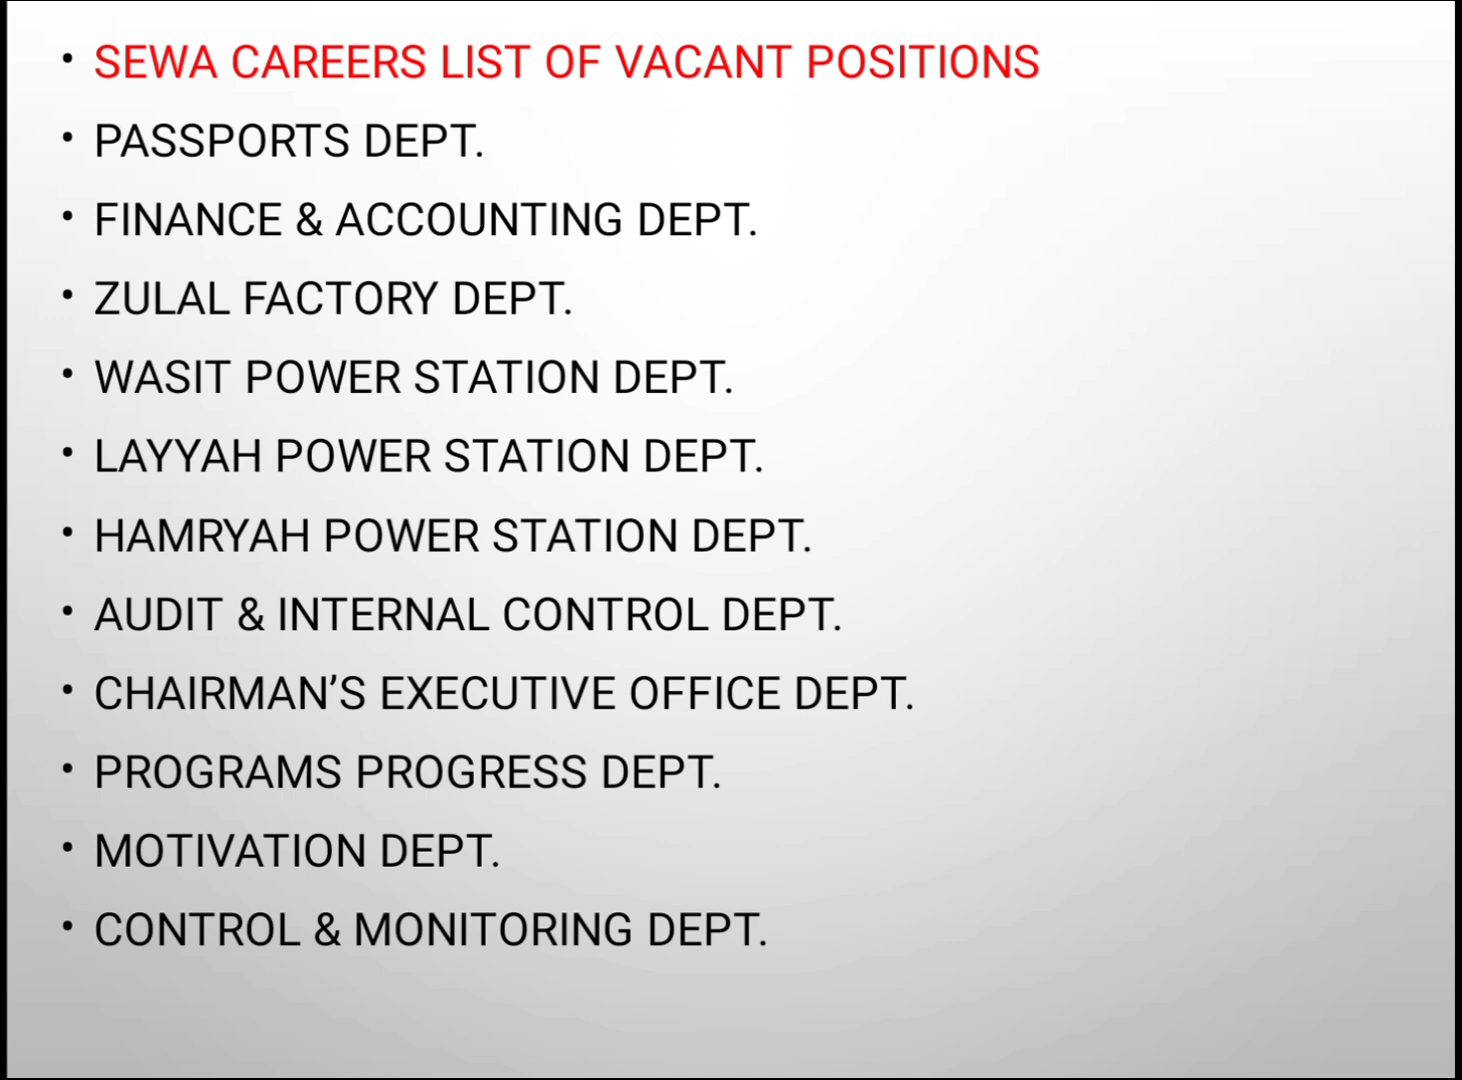 • SEWA CAREERS LIST OF VACANT POSITIONS
• PASSPORTS DEPT.
• FINANCE & ACCOUNTING DEPT.
• ZULAL FACTORY DEPT.
• WASIT POWER STATION DEPT.
• LAYYAH POWER STATION DEPT.
• HAMRYAH POWER STATION DEPT.
• AUDIT & INTERNAL CONTROL DEPT.
• CHAIRMAN’S EXECUTIVE OFFICE DEPT.
• PROGRAMS PROGRESS DEPT.
• MOTIVATION DEPT.
• CONTROL & MONITORING DEPT.